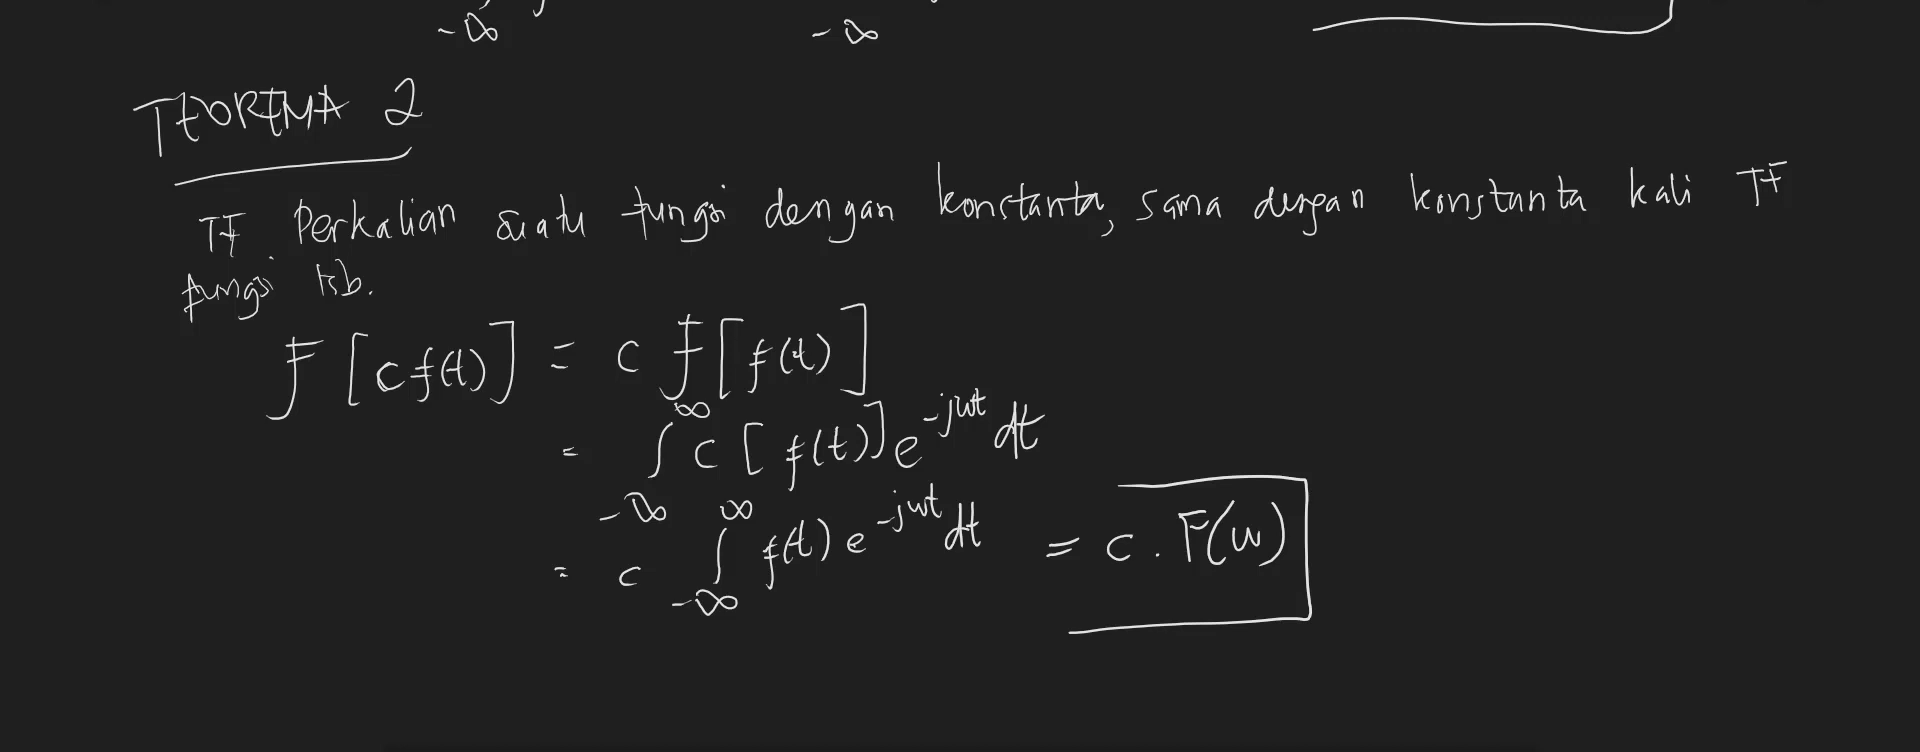 -∞ -∞
TEOREMA 2
TF Perkalian suatu fungsi dengan konstanta, sama dengan konstanta kali TF
fungsi tsb.
F [c f(t)] = c F [f(t)]
= ∫_{-∞}^{∞} c [f(t)] e^{-jωt} dt
= c ∫_{-∞}^{∞} f(t) e^{-jωt} dt = c . F(ω)